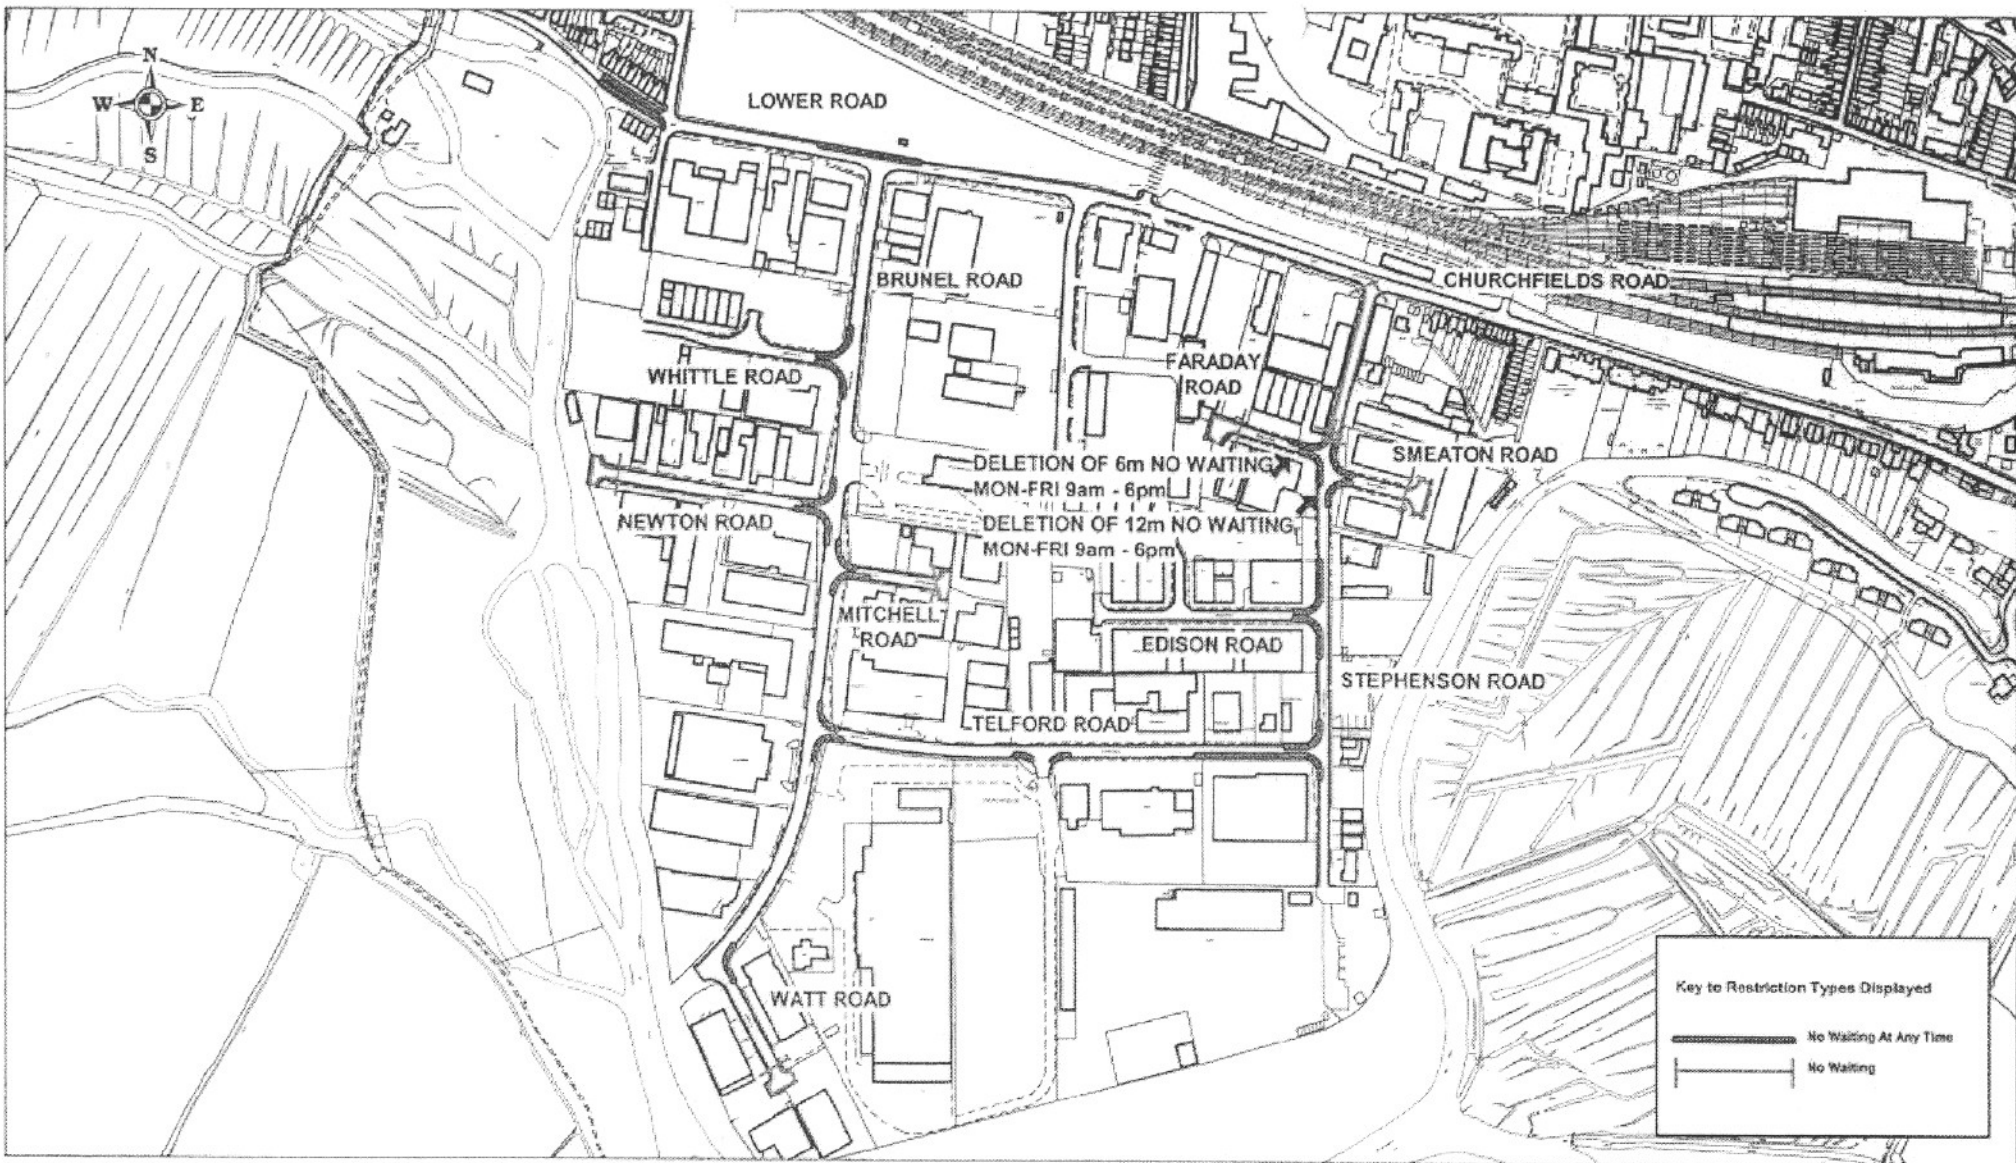 N
W E
S
LOWER ROAD
BRUNEL ROAD
CHURCHFIELDS ROAD
WHITTLE ROAD
FARADAY
ROAD
SMEATON ROAD
DELETION OF 6m NO WAITING
MON-FRI 9am - 6pm
NEWTON ROAD
DELETION OF 12m NO WAITING
MON-FRI 9am - 6pm
MITCHELL
ROAD
EDISON ROAD
STEPHENSON ROAD
TELFORD ROAD
WATT ROAD
Key to Restriction Types Displayed
No Waiting At Any Time
No Waiting